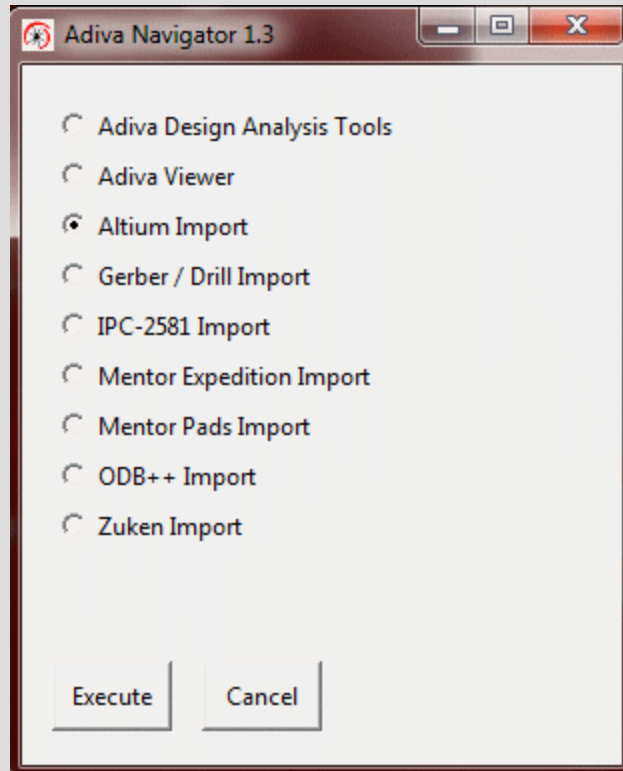 Adiva Navigator 1.3
Adiva Design Analysis Tools
Adiva Viewer
Altium Import
Gerber / Drill Import
IPC-2581 Import
Mentor Expedition Import
Mentor Pads Import
ODB++ Import
Zuken Import
Execute Cancel